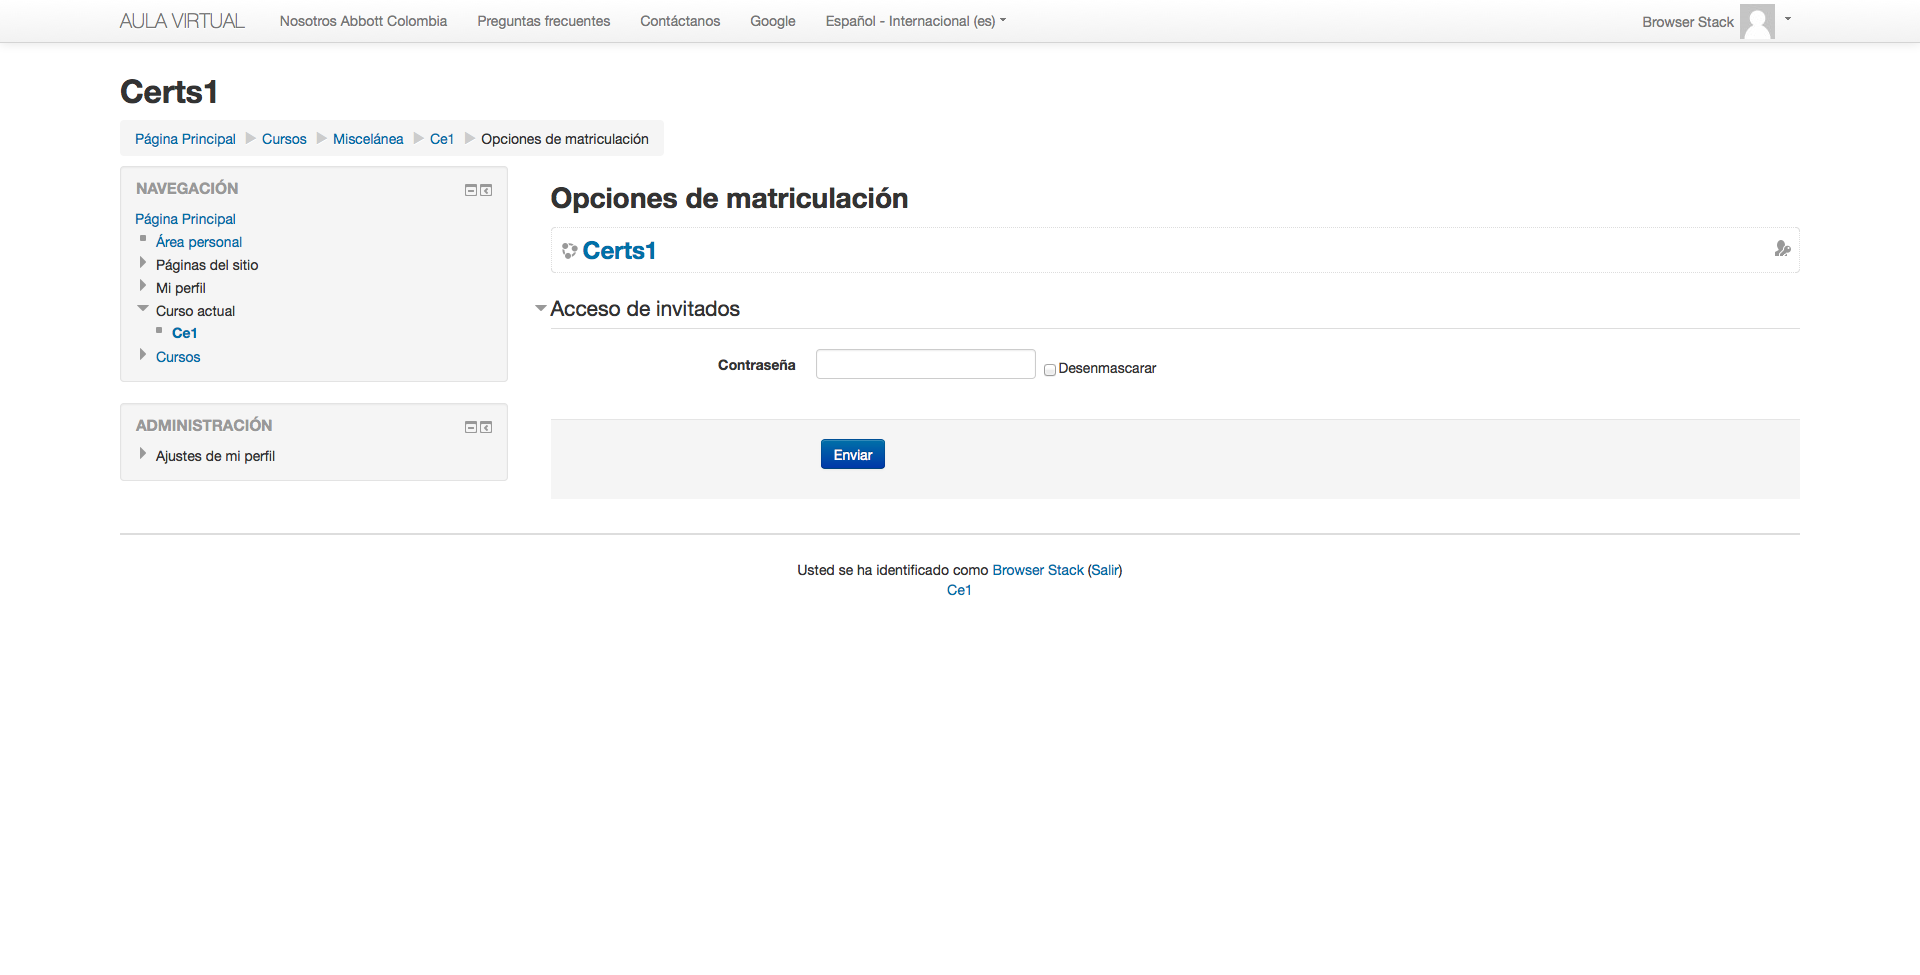 AULA VIRTUAL Nosotros Abbott Colombia Preguntas frecuentes Contáctanos Google Español - Internacional (es) Browser Stack
Certs1
Página Principal Cursos Miscelánea Ce1 Opciones de matriculación
NAVEGACIÓN
Página Principal
Área personal
Páginas del sitio
Mi perfil
Curso actual
Ce1
Cursos
ADMINISTRACIÓN
Ajustes de mi perfil
Opciones de matriculación
Certs1
Acceso de invitados
Contraseña Desenmascarar
Enviar
Usted se ha identificado como Browser Stack (Salir)
Ce1